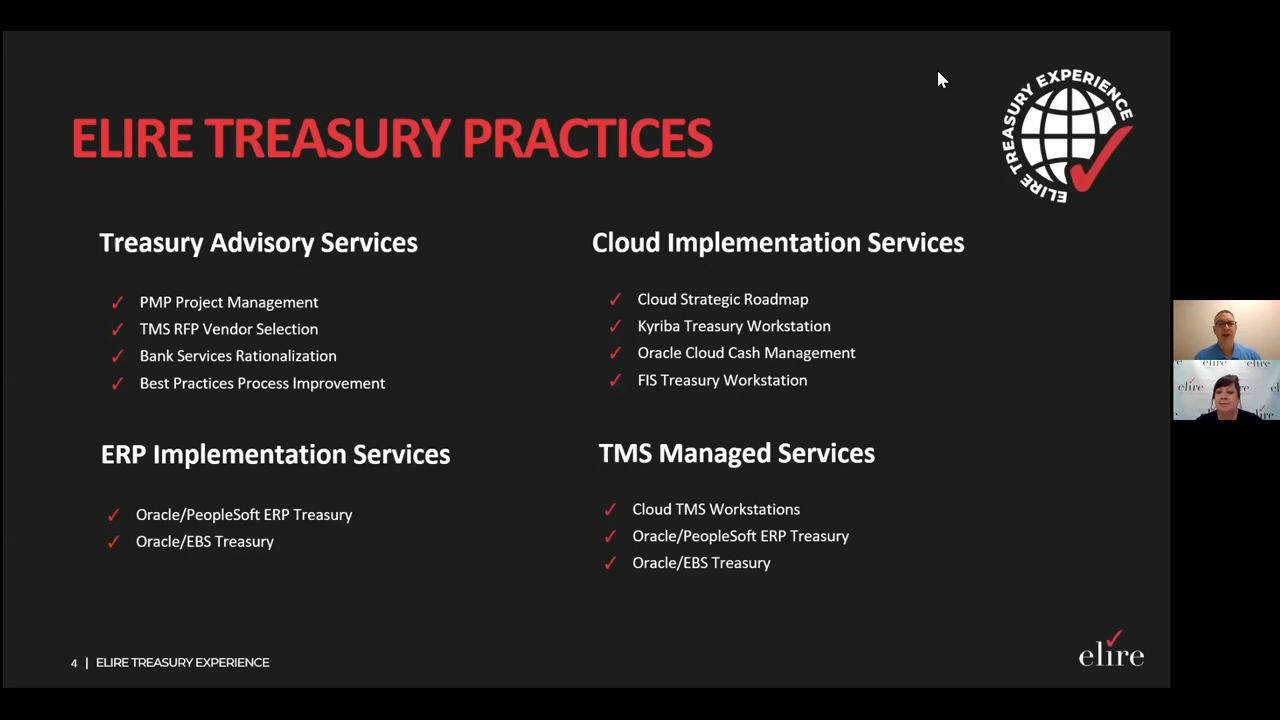 ELIRE TREASURY EXPERIENCE
ELIRE TREASURY PRACTICES
Treasury Advisory Services
✓ PMP Project Management
✓ TMS RFP Vendor Selection
✓ Bank Services Rationalization
✓ Best Practices Process Improvement
Cloud Implementation Services
✓ Cloud Strategic Roadmap
✓ Kyriba Treasury Workstation
✓ Oracle Cloud Cash Management
✓ FIS Treasury Workstation
ERP Implementation Services
✓ Oracle/PeopleSoft ERP Treasury
✓ Oracle/EBS Treasury
TMS Managed Services
✓ Cloud TMS Workstations
✓ Oracle/PeopleSoft ERP Treasury
✓ Oracle/EBS Treasury
4 | ELIRE TREASURY EXPERIENCE
elire
elire